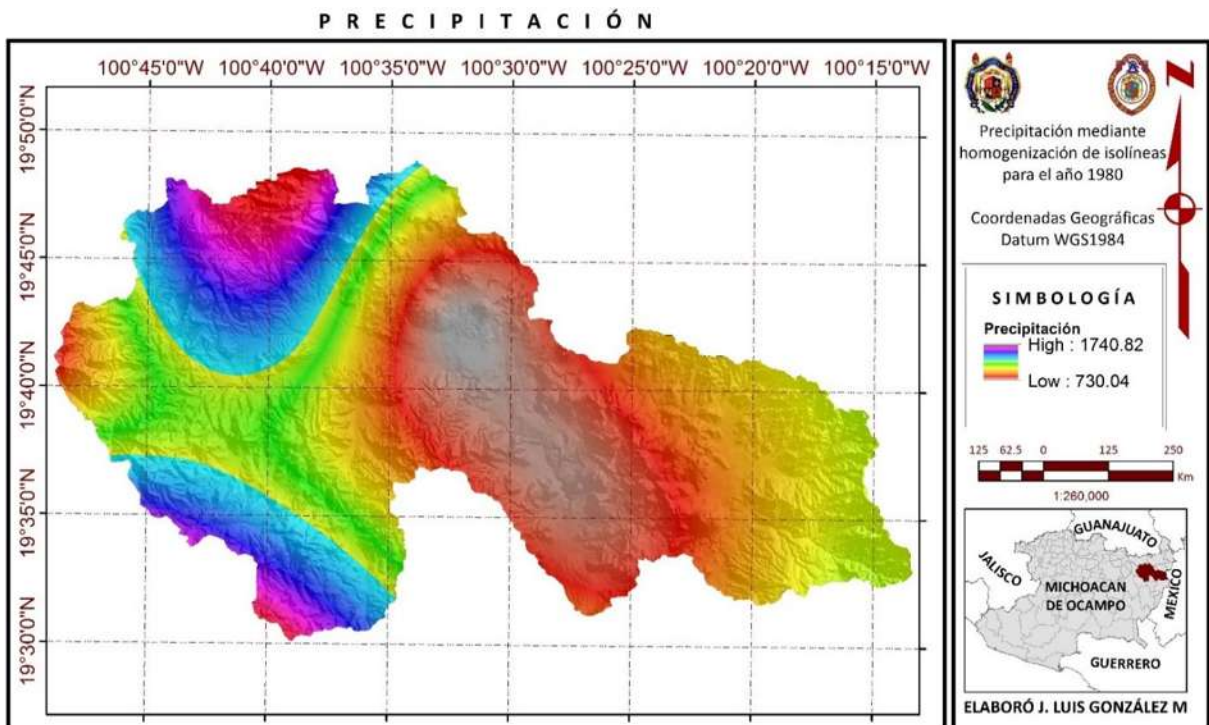 PRECIPITACIÓN
100°45'0"W 100°40'0"W 100°35'0"W 100°30'0"W 100°25'0"W 100°20'0"W 100°15'0"W
19°50'0"N
19°45'0"N
19°40'0"N
19°35'0"N
19°30'0"N
Z
Precipitación mediante
homogenización de isolíneas
para el año 1980
Coordenadas Geográficas
Datum WGS1984
SIMBOLOGÍA
Precipitación
High : 1740.82
Low : 730.04
125 62.5 0 125 250
Km
1:260,000
GUANAJUATO
JALISCO
MICHOACAN
DE OCAMPO
MEXICO
GUERRERO
ELABORÓ J. LUIS GONZÁLEZ M